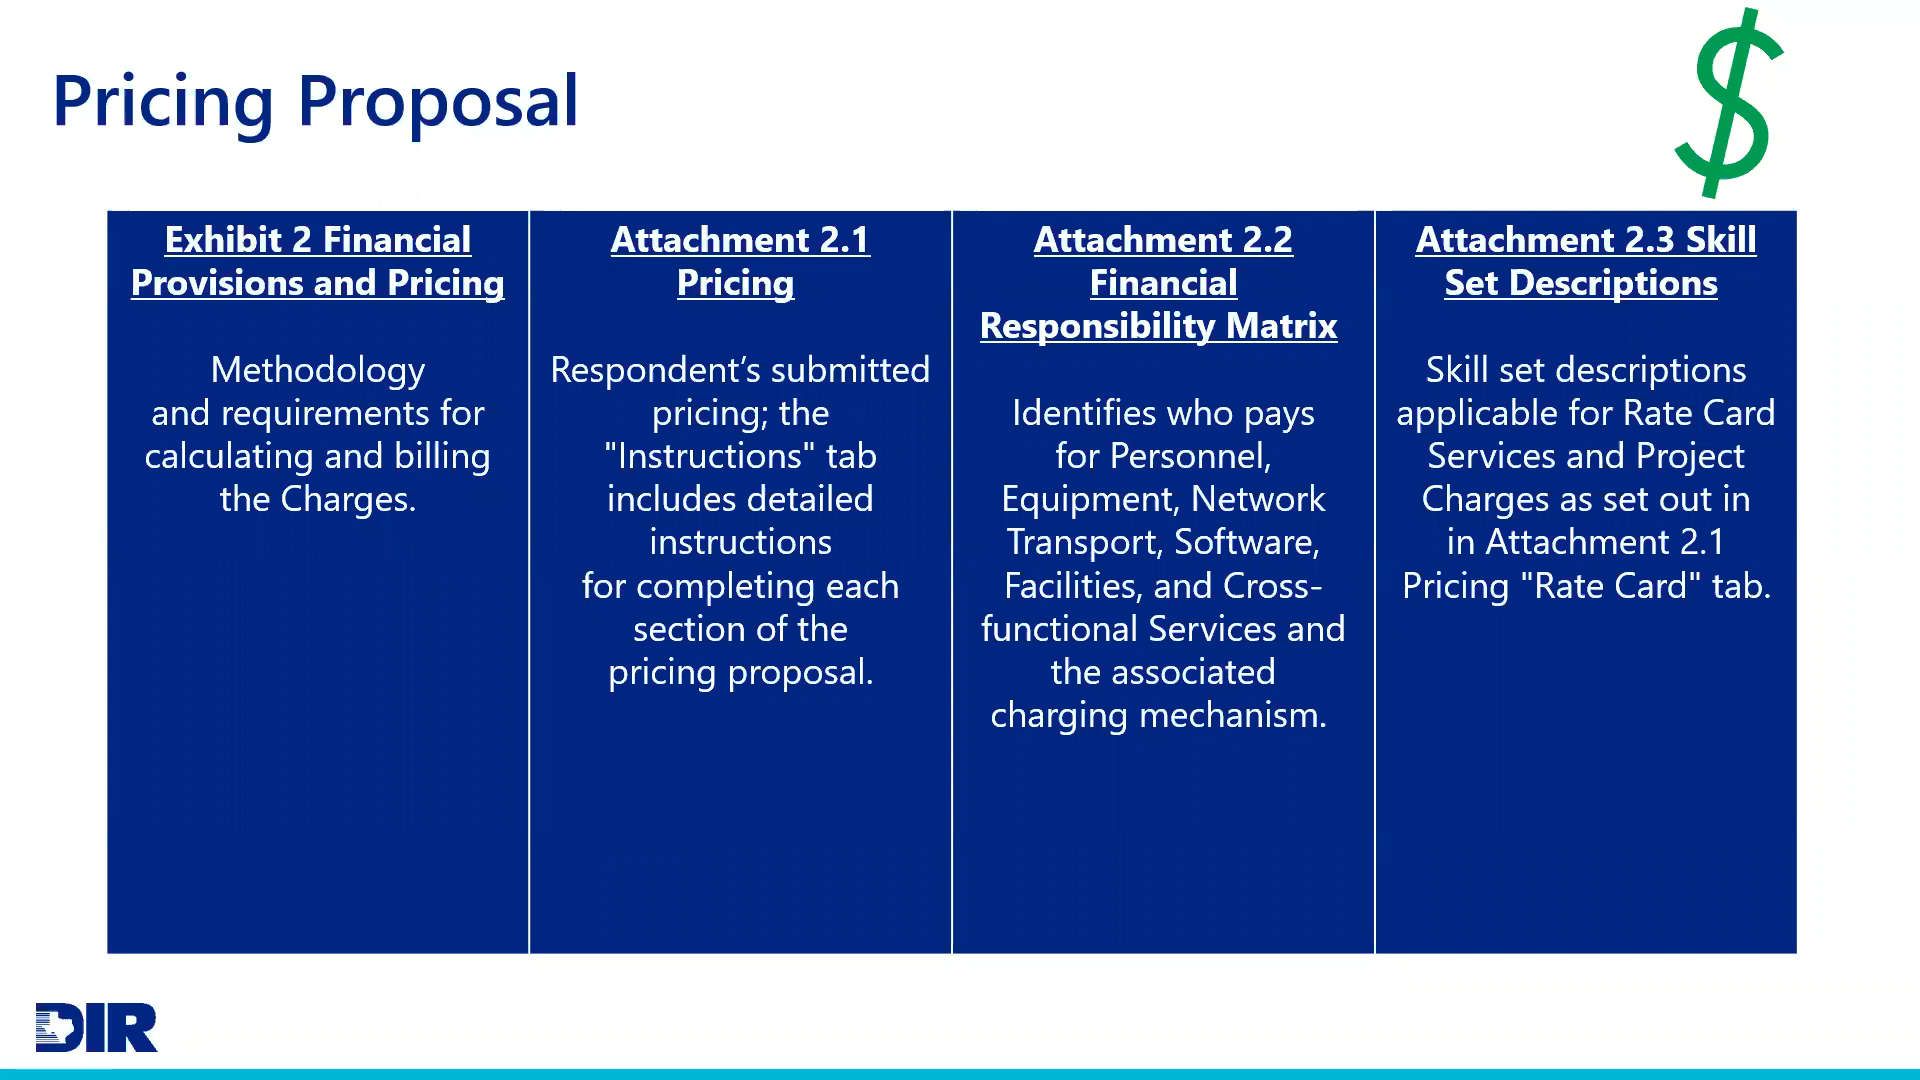 Pricing Proposal
$
Exhibit 2 Financial
Provisions and Pricing
Methodology
and requirements for
calculating and billing
the Charges.
Attachment 2.1
Pricing
Respondent’s submitted
pricing; the
"Instructions" tab
includes detailed
instructions
for completing each
section of the
pricing proposal.
Attachment 2.2
Financial
Responsibility Matrix
Identifies who pays
for Personnel,
Equipment, Network
Transport, Software,
Facilities, and Cross-
functional Services and
the associated
charging mechanism.
Attachment 2.3 Skill
Set Descriptions
Skill set descriptions
applicable for Rate Card
Services and Project
Charges as set out in
in Attachment 2.1
Pricing "Rate Card" tab.
DIR